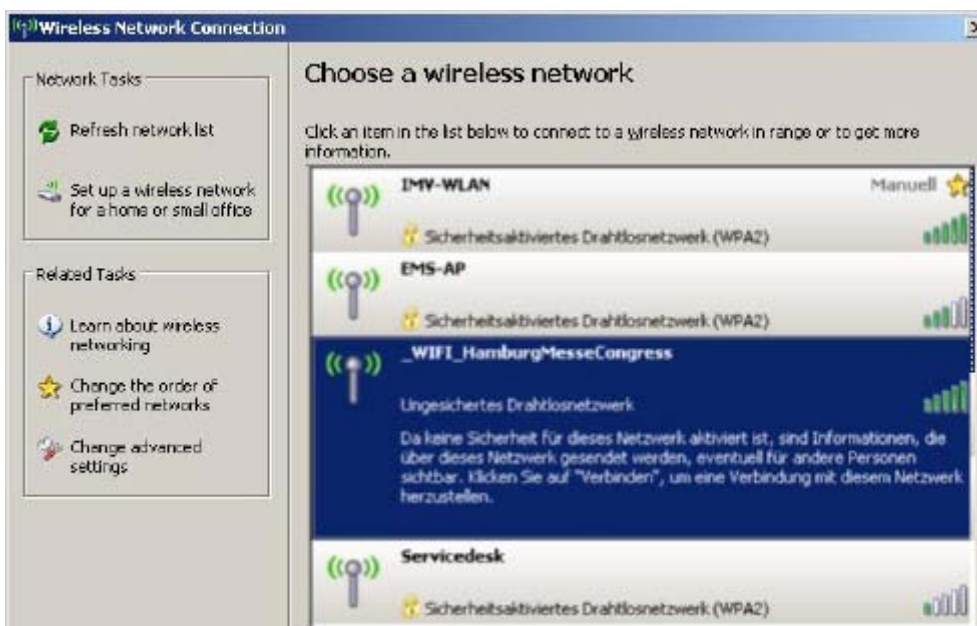 Wireless Network Connection
Network Tasks
Refresh network list
Set up a wireless network
for a home or small office
Related Tasks
Learn about wireless
networking
Change the order of
preferred networks
Change advanced
settings
Choose a wireless network
Click an item in the list below to connect to a wireless network in range or to get more
information.
IMV-WLAN
Manuell
Sicherheitsaktiviertes Drahtlosnetzwerk (WPA2)
EMS-AP
Sicherheitsaktiviertes Drahtlosnetzwerk (WPA2)
_WIFI_HamburgMesseCongress
Ungesichertes Drahtlosnetzwerk
Da keine Sicherheit für dieses Netzwerk aktiviert ist, sind Informationen, die
über dieses Netzwerk gesendet werden, eventuell für andere Personen
sichtbar. Klicken Sie auf "Verbinden", um eine Verbindung mit diesem Netzwerk
herzustellen.
Servicedesk
Sicherheitsaktiviertes Drahtlosnetzwerk (WPA2)